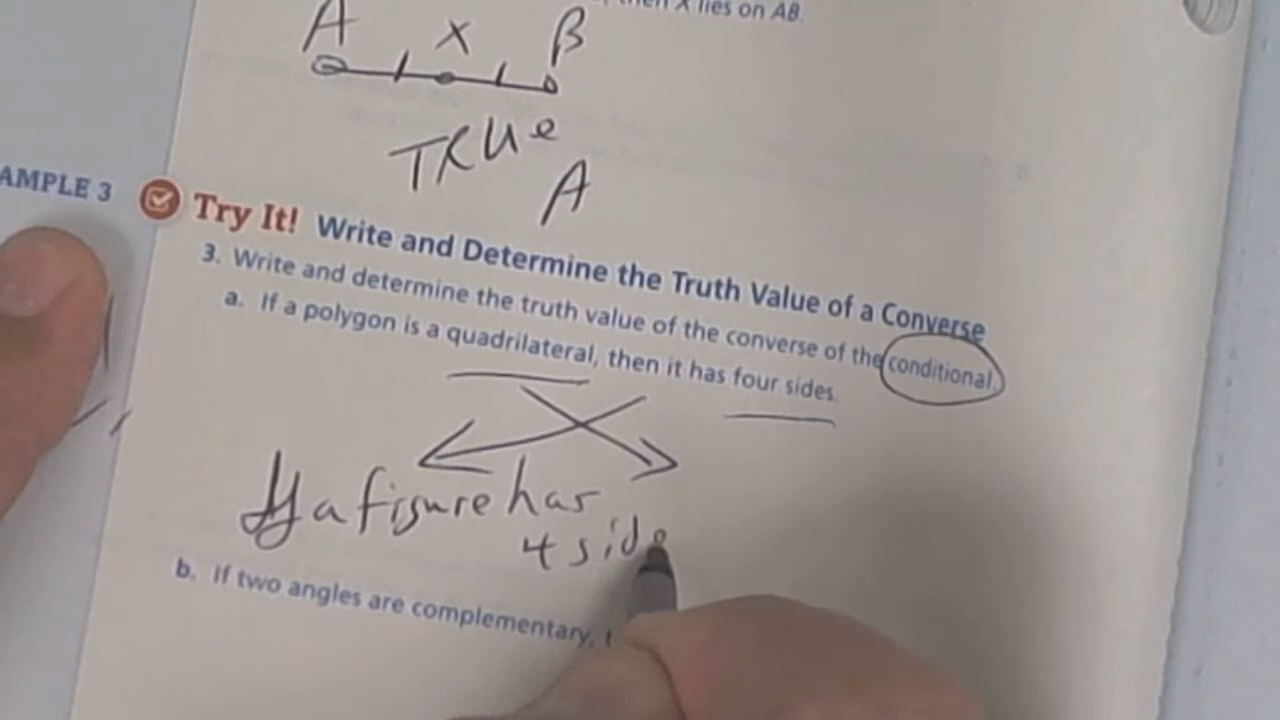 X lies on AB.
A X B
TRUe
A
AMPLE 3
Try It! Write and Determine the Truth Value of a Converse
3. Write and determine the truth value of the converse of the conditional.
a. If a polygon is a quadrilateral, then it has four sides.
If a figure has
4 side
b. If two angles are complementary, t